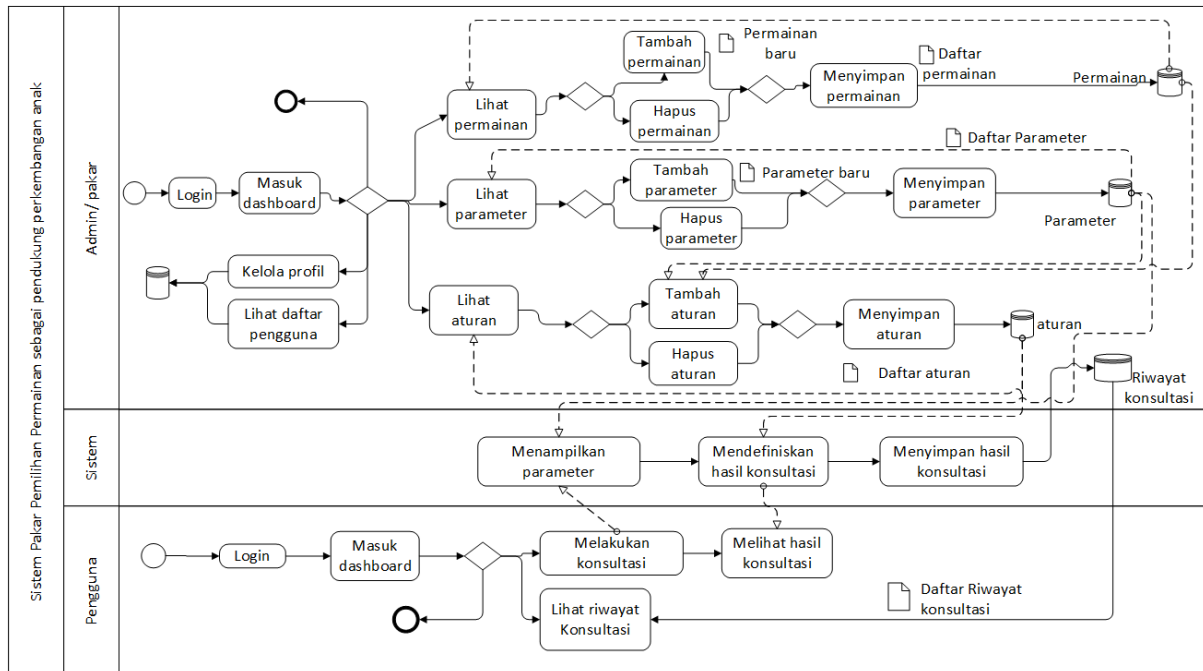 Sistem Pakar Pemilihan Permainan sebagai pendukung perkembangan anak
Admin/ pakar
Tambah
permainan
Permainan
baru
Daftar
permainan
Permainan
Lihat
permainan
Hapus
permainan
Menyimpan
permainan
Daftar Parameter
Login
Masuk
dashboard
Lihat
parameter
Tambah
parameter
Parameter baru
Hapus
parameter
Menyimpan
parameter
Parameter
Kelola profil
Lihat daftar
pengguna
Lihat
aturan
Tambah
aturan
Hapus
aturan
Menyimpan
aturan
aturan
Daftar aturan
Riwayat
konsultasi
Sistem
Menampilkan
parameter
Mendefiniskan
hasil konsultasi
Menyimpan hasil
konsultasi
Pengguna
Login
Masuk
dashboard
Melakukan
konsultasi
Melihat hasil
konsultasi
Lihat riwayat
Konsultasi
Daftar Riwayat
konsultasi